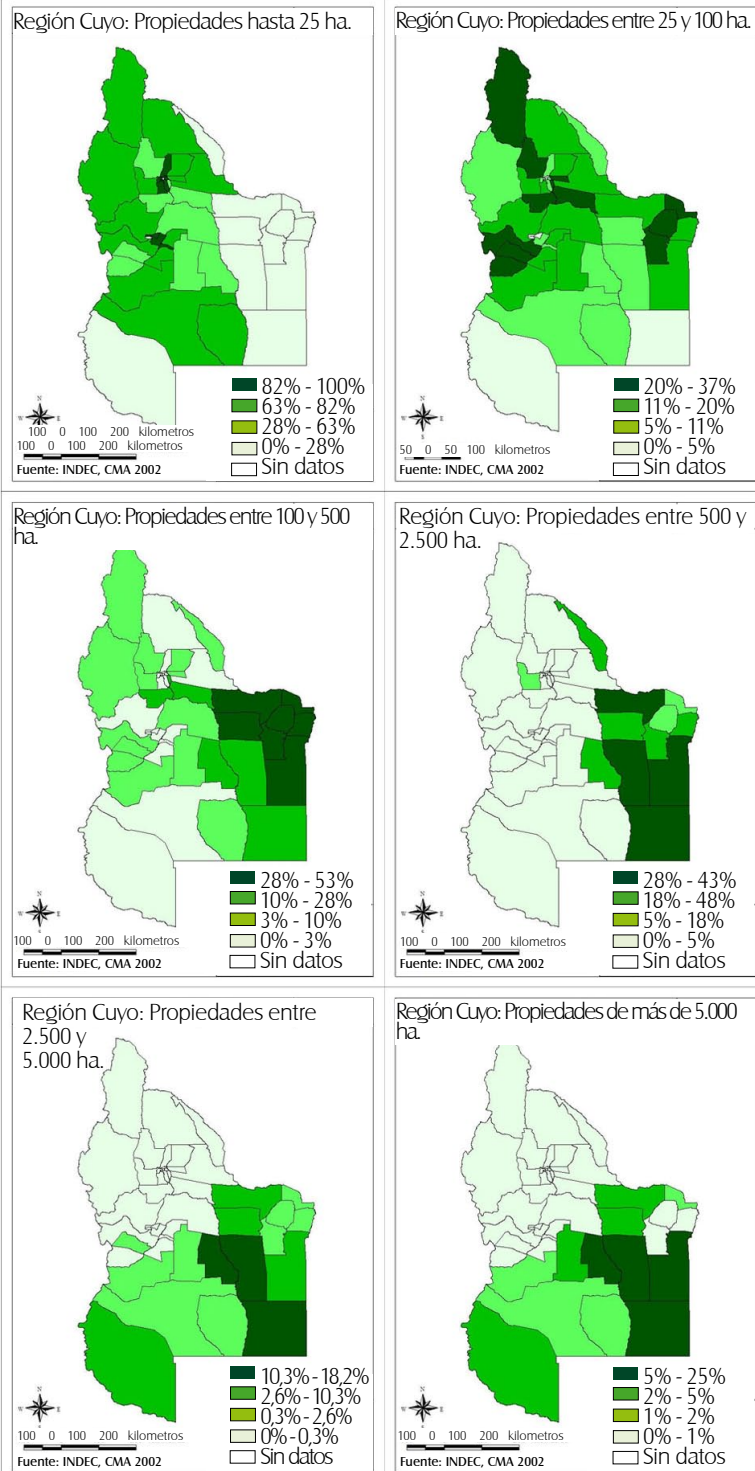 Región Cuyo: Propiedades hasta 25 ha.
N
W
E
S
100 0 100 200 kilometros
100 0 100 200 kilometros
Fuente: INDEC, CMA 2002
82% - 100%
63% - 82%
28% - 63%
0% - 28%
Sin datos
Región Cuyo: Propiedades entre 25 y 100 ha.
N
W
E
S
50 0 50 100 kilometros
Fuente: INDEC, CMA 2002
20% - 37%
11% - 20%
5% - 11%
0% - 5%
Sin datos
Región Cuyo: Propiedades entre 100 y 500
ha.
N
W
E
S
100 0 100 200 kilometros
Fuente: INDEC, CMA 2002
28% - 53%
10% - 28%
3% - 10%
0% - 3%
Sin datos
Región Cuyo: Propiedades entre 500 y
2.500 ha.
N
W
E
S
100 0 100 200 kilometros
Fuente: INDEC, CMA 2002
28% - 43%
18% - 48%
5% - 18%
0% - 5%
Sin datos
Región Cuyo: Propiedades entre
2.500 y
5.000 ha.
N
W
E
S
100 0 100 200 kilometros
Fuente: INDEC, CMA 2002
10,3% - 18,2%
2,6% - 10,3%
0,3% - 2,6%
0% - 0,3%
Sin datos
Región Cuyo: Propiedades de más de 5.000
ha.
N
W
E
S
100 0 100 200 kilometros
Fuente: INDEC, CMA 2002
5% - 25%
2% - 5%
1% - 2%
0% - 1%
Sin datos